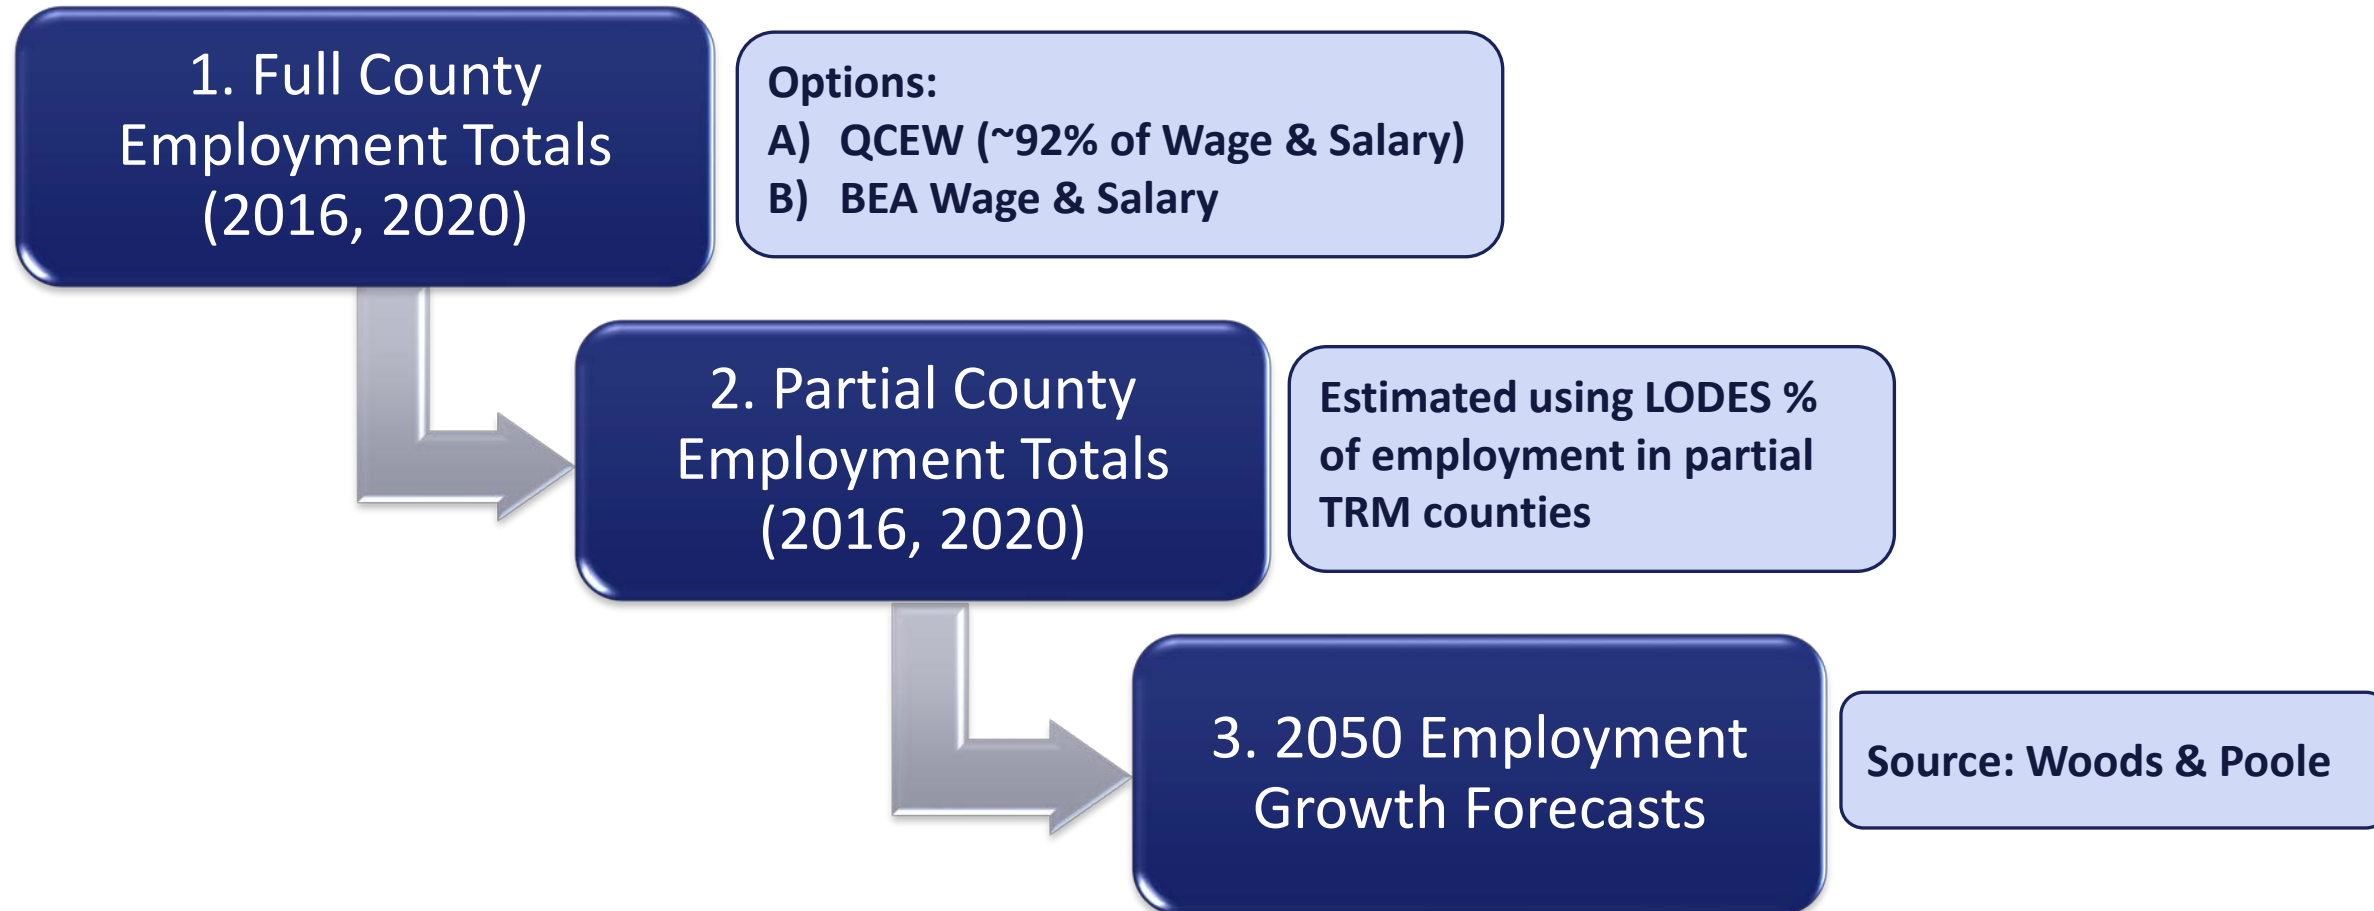 1. Full County
Employment Totals
(2016, 2020)
Options:
A) QCEW (~92% of Wage & Salary)
B) BEA Wage & Salary
2. Partial County
Employment Totals
(2016, 2020)
Estimated using LODES %
of employment in partial
TRM counties
3. 2050 Employment
Growth Forecasts
Source: Woods & Poole